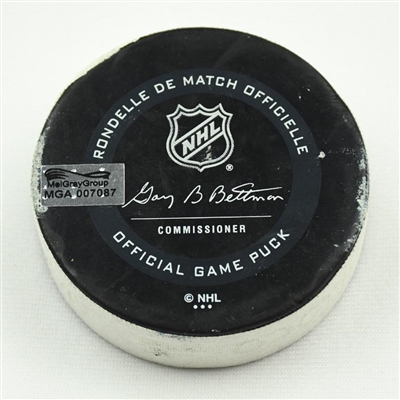 RONDELLE DE MATCH OFFICIELLE
NHL
®
MeiGrayGroup
MGA 007087
Gary B Bettman
COMMISSIONER
OFFICIAL GAME PUCK
© NHL